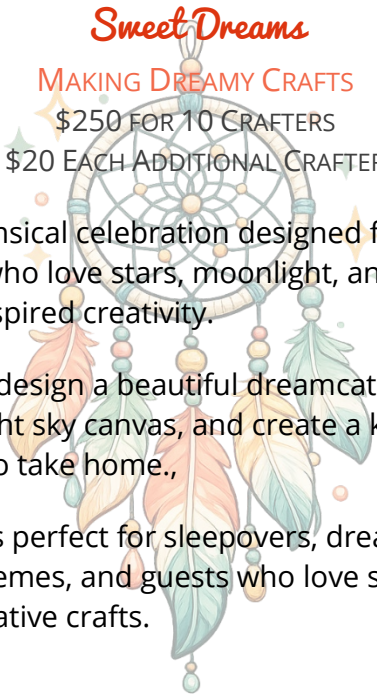 Sweet Dreams
Making Dreamy Crafts
$250 for 10 Crafters
$20 Each Additional Crafter
nsical celebration designed f
who love stars, moonlight, an
spired creativity.
design a beautiful dreamcat
ht sky canvas, and create a k
o take home.,
s perfect for sleepovers, drea
emes, and guests who love s
ative crafts.